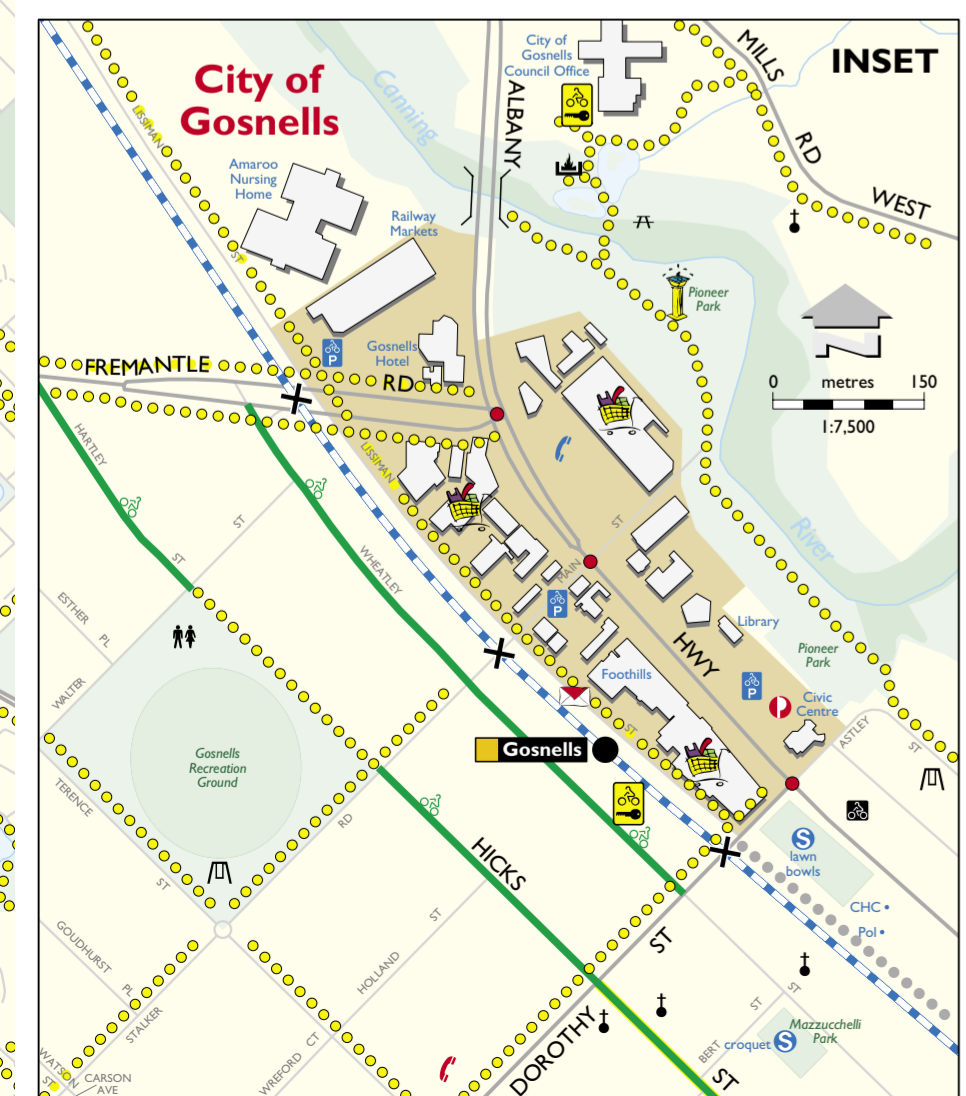 INSET
City of
Gosnells
City of
Gosnells
Council Office
MILLS
RD
WEST
ALBANY
Canning
LISSIMAN
ST
Amaroo
Nursing
Home
Railway
Markets
Pioneer
Park
0 metres 150
1:7,500
FREMANTLE
RD
Gosnells
Hotel
P
HARTLEY
ST
LISSIMAN
ST
ST
WHEATLEY
ST
MAIN
River
P
ESTHER
PL
WALTER
HWY
Library
Pioneer
Park
Foothills
P
Civic
Centre
ASTLEY
ST
Gosnells
Gosnells
Recreation
Ground
TERENCE
ST
RD
HICKS
S
lawn
bowls
CHC
Pol
ST
HOLLAND
ST
GOUDHURST
PL
STALKER
WREFORD CT
DOROTHY
ST
BERT
ST
ST
croquet
S
Mazzucchelli
Park
WATSON
ST
CARSON
AVE